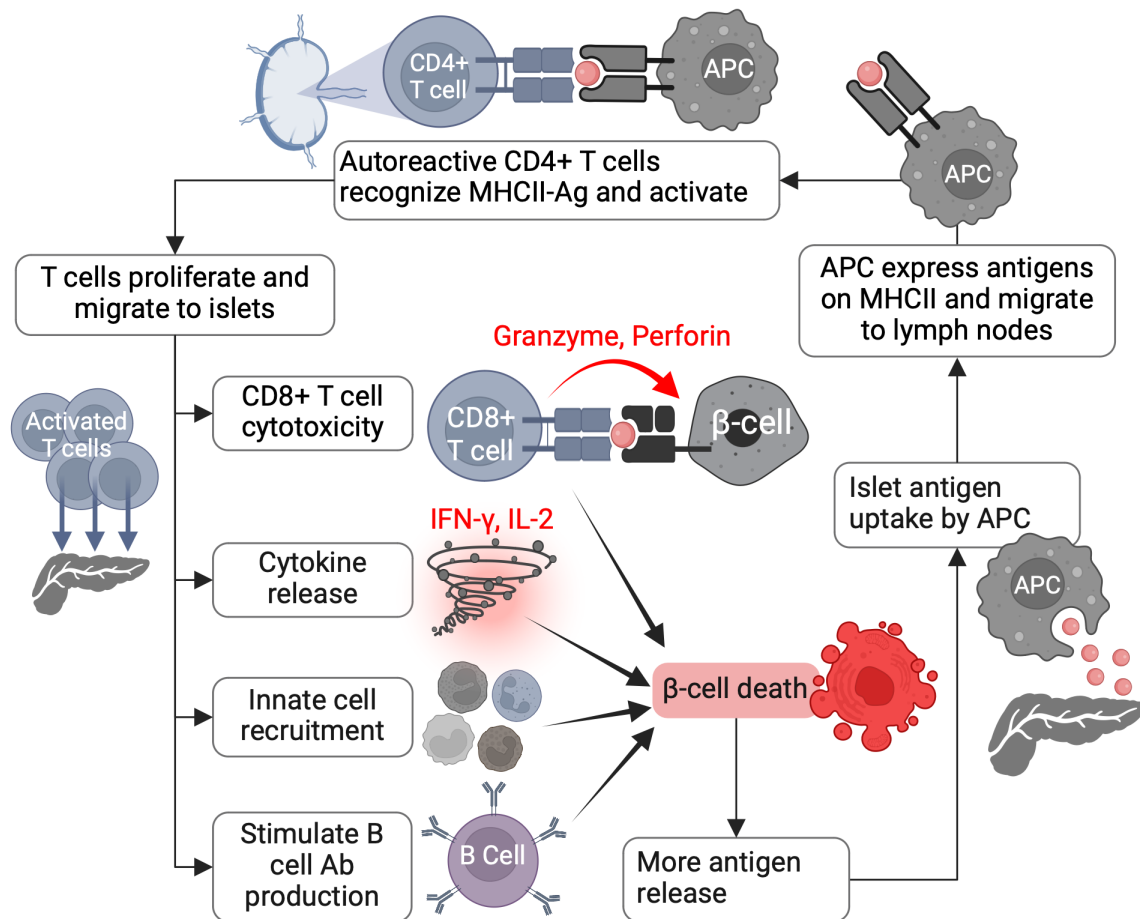 CD4+
T cell
APC
APC
Autoreactive CD4+ T cells
recognize MHCII-Ag and activate
T cells proliferate and
migrate to islets
APC express antigens
on MHCII and migrate
to lymph nodes
Granzyme, Perforin
Activated
T cells
CD8+ T cell
cytotoxicity
CD8+
T cell
β-cell
Islet antigen
uptake by APC
IFN-γ, IL-2
Cytokine
release
APC
Innate cell
recruitment
β-cell death
Stimulate B
cell Ab
production
B Cell
More antigen
release